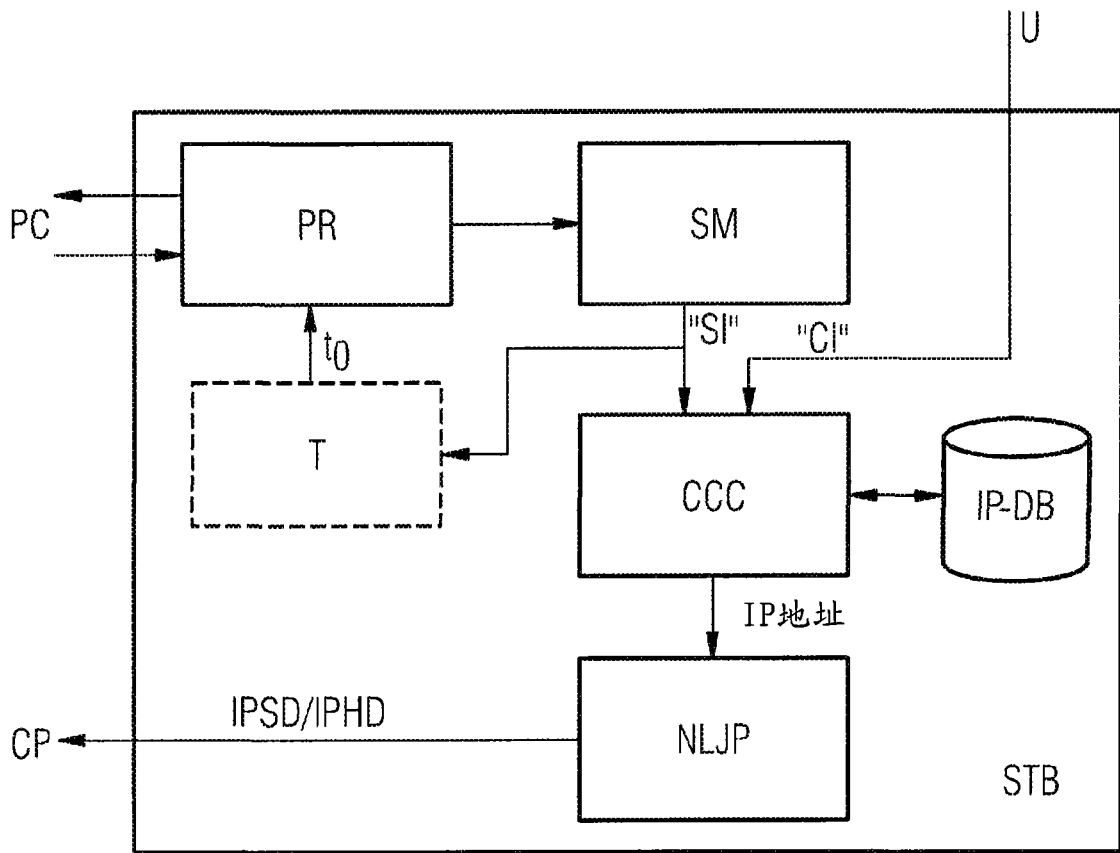 U
PR
SM
PC
t0
"SI"
"CI"
T
CCC
IP-DB
IP地址
IPSD/IPHD
CP
NLJP
STB